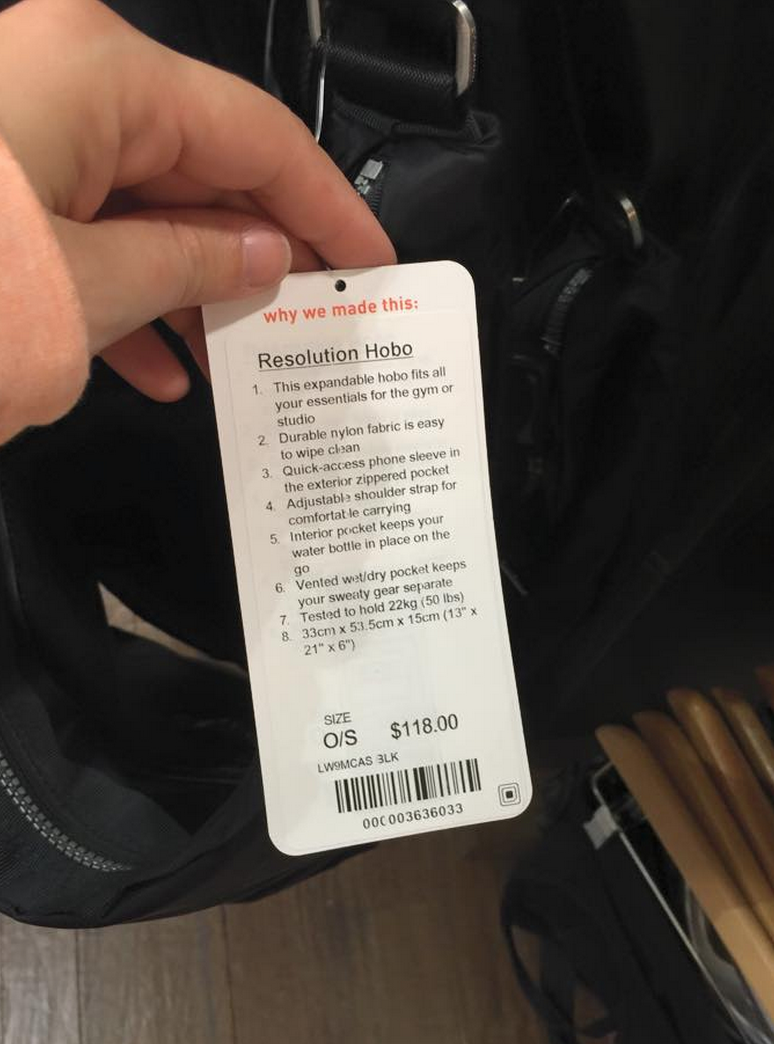 why we made this:
Resolution Hobo
1. This expandable hobo fits all
your essentials for the gym or
studio
2. Durable nylon fabric is easy
to wipe clean
3. Quick-access phone sleeve in
the exterior zippered pocket
4. Adjustable shoulder strap for
comfortable carrying
5. Interior pocket keeps your
water bottle in place on the
go
6. Vented wet/dry pocket keeps
your sweaty gear separate
7. Tested to hold 22kg (50 lbs)
8. 33cm x 53.5cm x 15cm (13" x
21" x 6")
SIZE
O/S $118.00
LW9MCAS BLK
000003636033